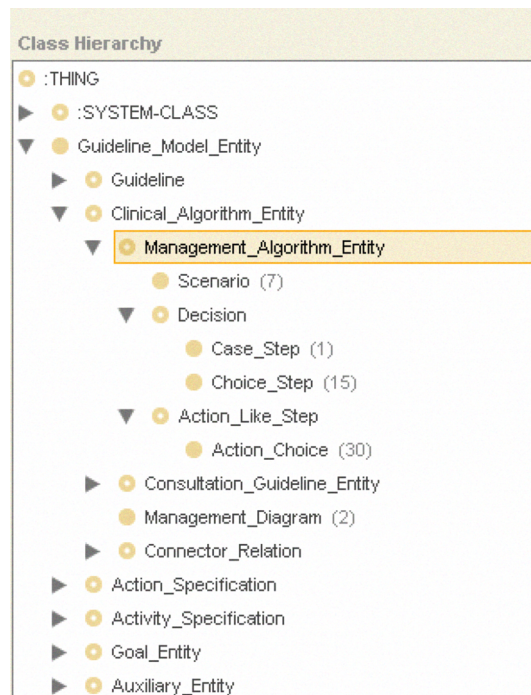 Class Hierarchy
:THING
:SYSTEM-CLASS
Guideline_Model_Entity
Guideline
Clinical_Algorithm_Entity
Management_Algorithm_Entity
Scenario (7)
Decision
Case_Step (1)
Choice_Step (15)
Action_Like_Step
Action_Choice (30)
Consultation_Guideline_Entity
Management_Diagram (2)
Connector_Relation
Action_Specification
Activity_Specification
Goal_Entity
Auxiliary_Entity